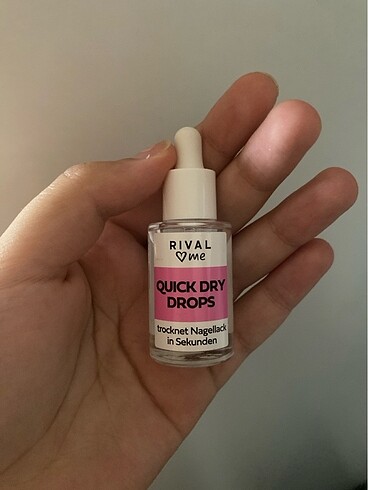 RIVAL
♡me
QUICK DRY
DROPS
trocknet Nagellack
in Sekunden